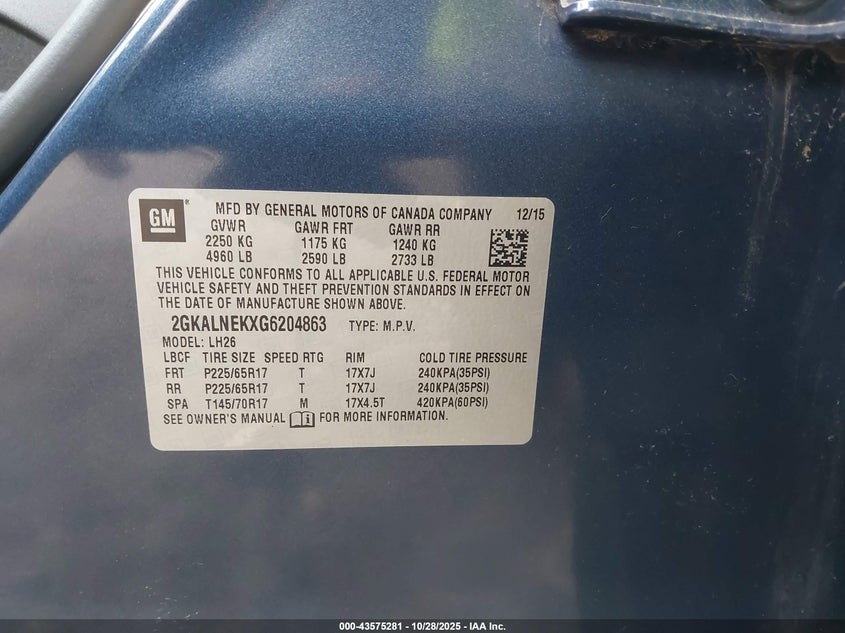 GM ® MFD BY GENERAL MOTORS OF CANADA COMPANY 12/15
GVWR GAWR FRT GAWR RR
2250 KG 1175 KG 1240 KG
4960 LB 2590 LB 2733 LB
THIS VEHICLE CONFORMS TO ALL APPLICABLE U.S. FEDERAL MOTOR
VEHICLE SAFETY AND THEFT PREVENTION STANDARDS IN EFFECT ON
THE DATE OF MANUFACTURE SHOWN ABOVE.
2GKALNEKXG6204863 TYPE: M.P.V.
MODEL: LH26
LBCF TIRE SIZE SPEED RTG RIM COLD TIRE PRESSURE
FRT P225/65R17 T 17X7J 240KPA(35PSI)
RR P225/65R17 T 17X7J 240KPA(35PSI)
SPA T145/70R17 M 17X4.5T 420KPA(60PSI)
SEE OWNER'S MANUAL FOR MORE INFORMATION.
000-43575281 - 10/28/2025 - IAA Inc.